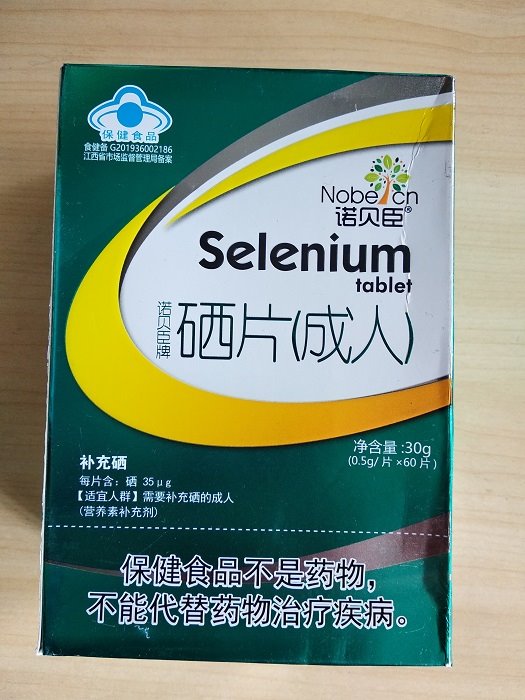 保健食品
食健备 G201936002186
江西省市场监督管理局备案
Nobe cn
诺贝臣®
Selenium
tablet
诺贝臣牌
硒片(成人)
净含量:30g
(0.5g/片×60片)
补充硒
每片含：硒 35μg
【适宜人群】需要补充硒的成人
(营养素补充剂)
保健食品不是药物，
不能代替药物治疗疾病。